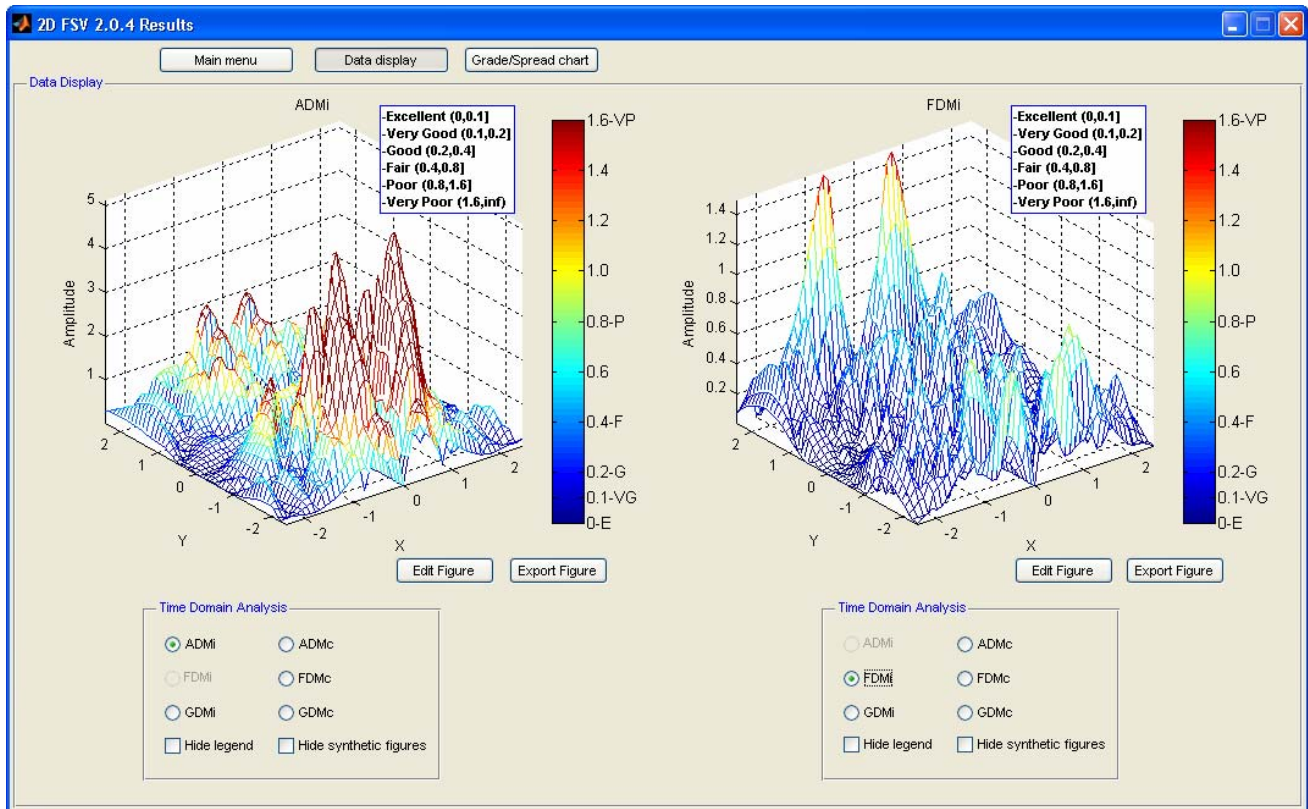 2D FSV 2.0.4 Results
Main menu
Data display
Grade/Spread chart
Data Display
ADMi
-Excellent (0,0.1]
-Very Good (0.1,0.2]
-Good (0.2,0.4]
-Fair (0.4,0.8]
-Poor (0.8,1.6]
-Very Poor (1.6,inf)
5
4
3
2
1
Amplitude
2
1
0
-1
-2
Y
-2
-1
0
1
2
X
1.6-VP
1.4
1.2
1.0
0.8-P
0.6
0.4-F
0.2-G
0.1-VG
0-E
Edit Figure
Export Figure
Time Domain Analysis
ADMi
ADMc
FDMi
FDMc
GDMi
GDMc
Hide legend
Hide synthetic figures
FDMi
-Excellent (0,0.1]
-Very Good (0.1,0.2]
-Good (0.2,0.4]
-Fair (0.4,0.8]
-Poor (0.8,1.6]
-Very Poor (1.6,inf)
1.4
1.2
1
0.8
0.6
0.4
0.2
Amplitude
2
1
0
-1
-2
Y
-2
-1
0
1
2
X
1.6-VP
1.4
1.2
1.0
0.8-P
0.6
0.4-F
0.2-G
0.1-VG
0-E
Edit Figure
Export Figure
Time Domain Analysis
ADMi
ADMc
FDMi
FDMc
GDMi
GDMc
Hide legend
Hide synthetic figures